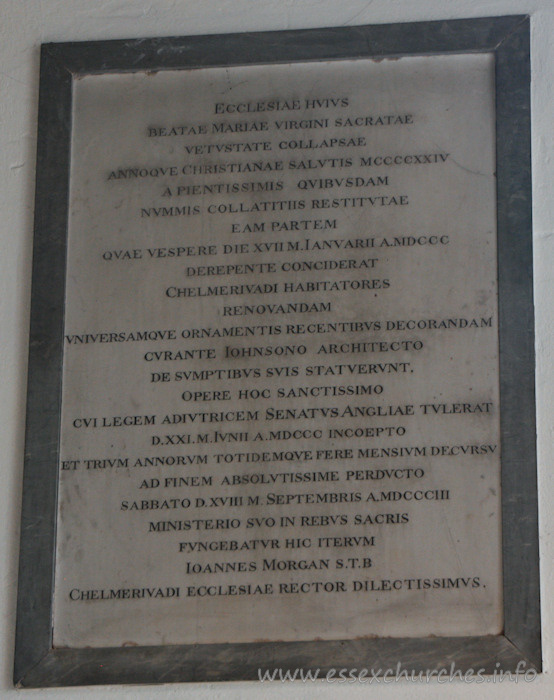 ECCLESIAE HVIVS
BEATAE MARIAE VIRGINI SACRATAE
VETVSTATE COLLAPSAE
ANNOQVE CHRISTIANAE SALVTIS MCCCCXXIV
A PIENTISSIMIS QVIBVSDAM
NVMMIS COLLATITIIS RESTITVTAE
EAM PARTEM
QVAE VESPERE DIE XVII M. IANVARII A.MDCCC
DEREPENTE CONCIDERAT
CHELMERIVADI HABITATORES
RENOVANDAM
VNIVERSAMQVE ORNAMENTIS RECENTIBVS DECORANDAM
CVRANTE IOHNSONO ARCHITECTO
DE SVMPTIBVS SVIS STATVERVNT.
OPERE HOC SANCTISSIMO
CVI LEGEM ADIVTRICEM SENATVS ANGLIAE TVLERAT
D.XXI.M.IVNII A.MDCCC INCOEPTO
ET TRIVM ANNORVM TOTIDEMQVE FERE MENSIVM DECVRSV
AD FINEM ABSOLVTISSIME PERDVCTO
SABBATO D.XVIII M. SEPTEMBRIS A.MDCCCIII
MINISTERIO SVO IN REBVS SACRIS
FVNGEBATVR HIC ITERVM
IOANNES MORGAN S.T.B
CHELMERIVADI ECCLESIAE RECTOR DILECTISSIMVS.
www.essexchurches.info